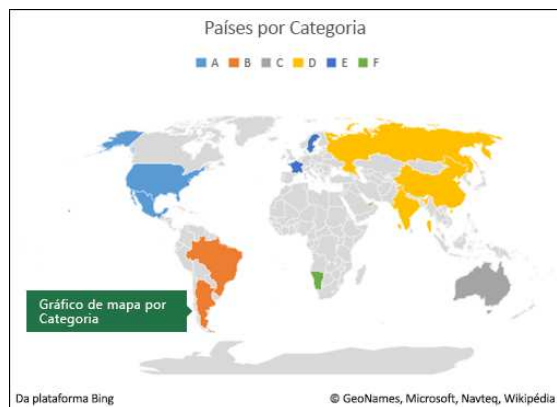 Países por Categoria
A B C D E F
Gráfico de mapa por
Categoria
Da plataforma Bing
© GeoNames, Microsoft, Navteq, Wikipédia